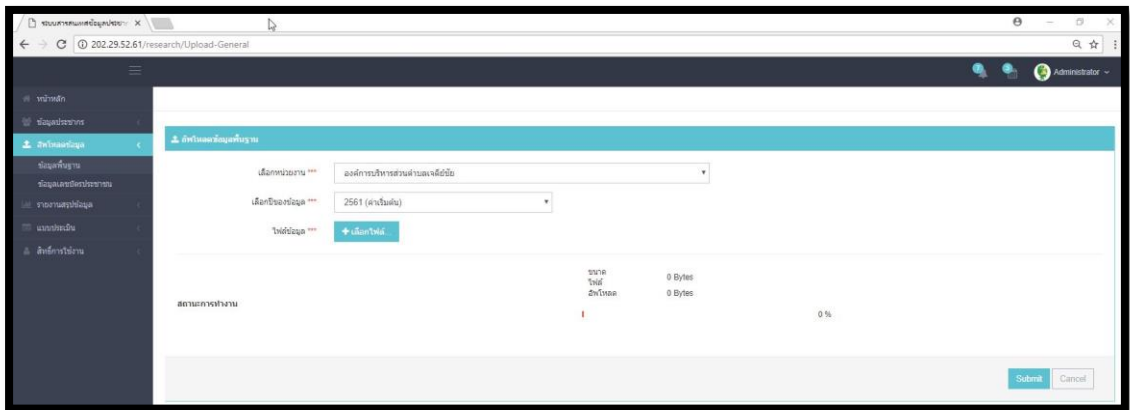 ระบบสารสนเทศข้อมูลประชา
202.29.52.61/research/Upload-General
Administrator
หน้าหลัก
ข้อมูลประชากร
อัพโหลดข้อมูล
ข้อมูลพื้นฐาน
ข้อมูลเลขบัตรประชาชน
รายงานสรุปข้อมูล
แบบประเมิน
สิทธิ์การใช้งาน
อัพโหลดข้อมูลพื้นฐาน
เลือกหน่วยงาน *** องค์การบริหารส่วนตำบลเจดีย์ชัย
เลือกปีของข้อมูล *** 2561 (ค่าเริ่มต้น)
ไฟล์ข้อมูล *** +เลือกไฟล์...
สถานะการทำงาน
ขนาดไฟล์ 0 Bytes
อัพโหลด 0 Bytes
0 %
Submit Cancel